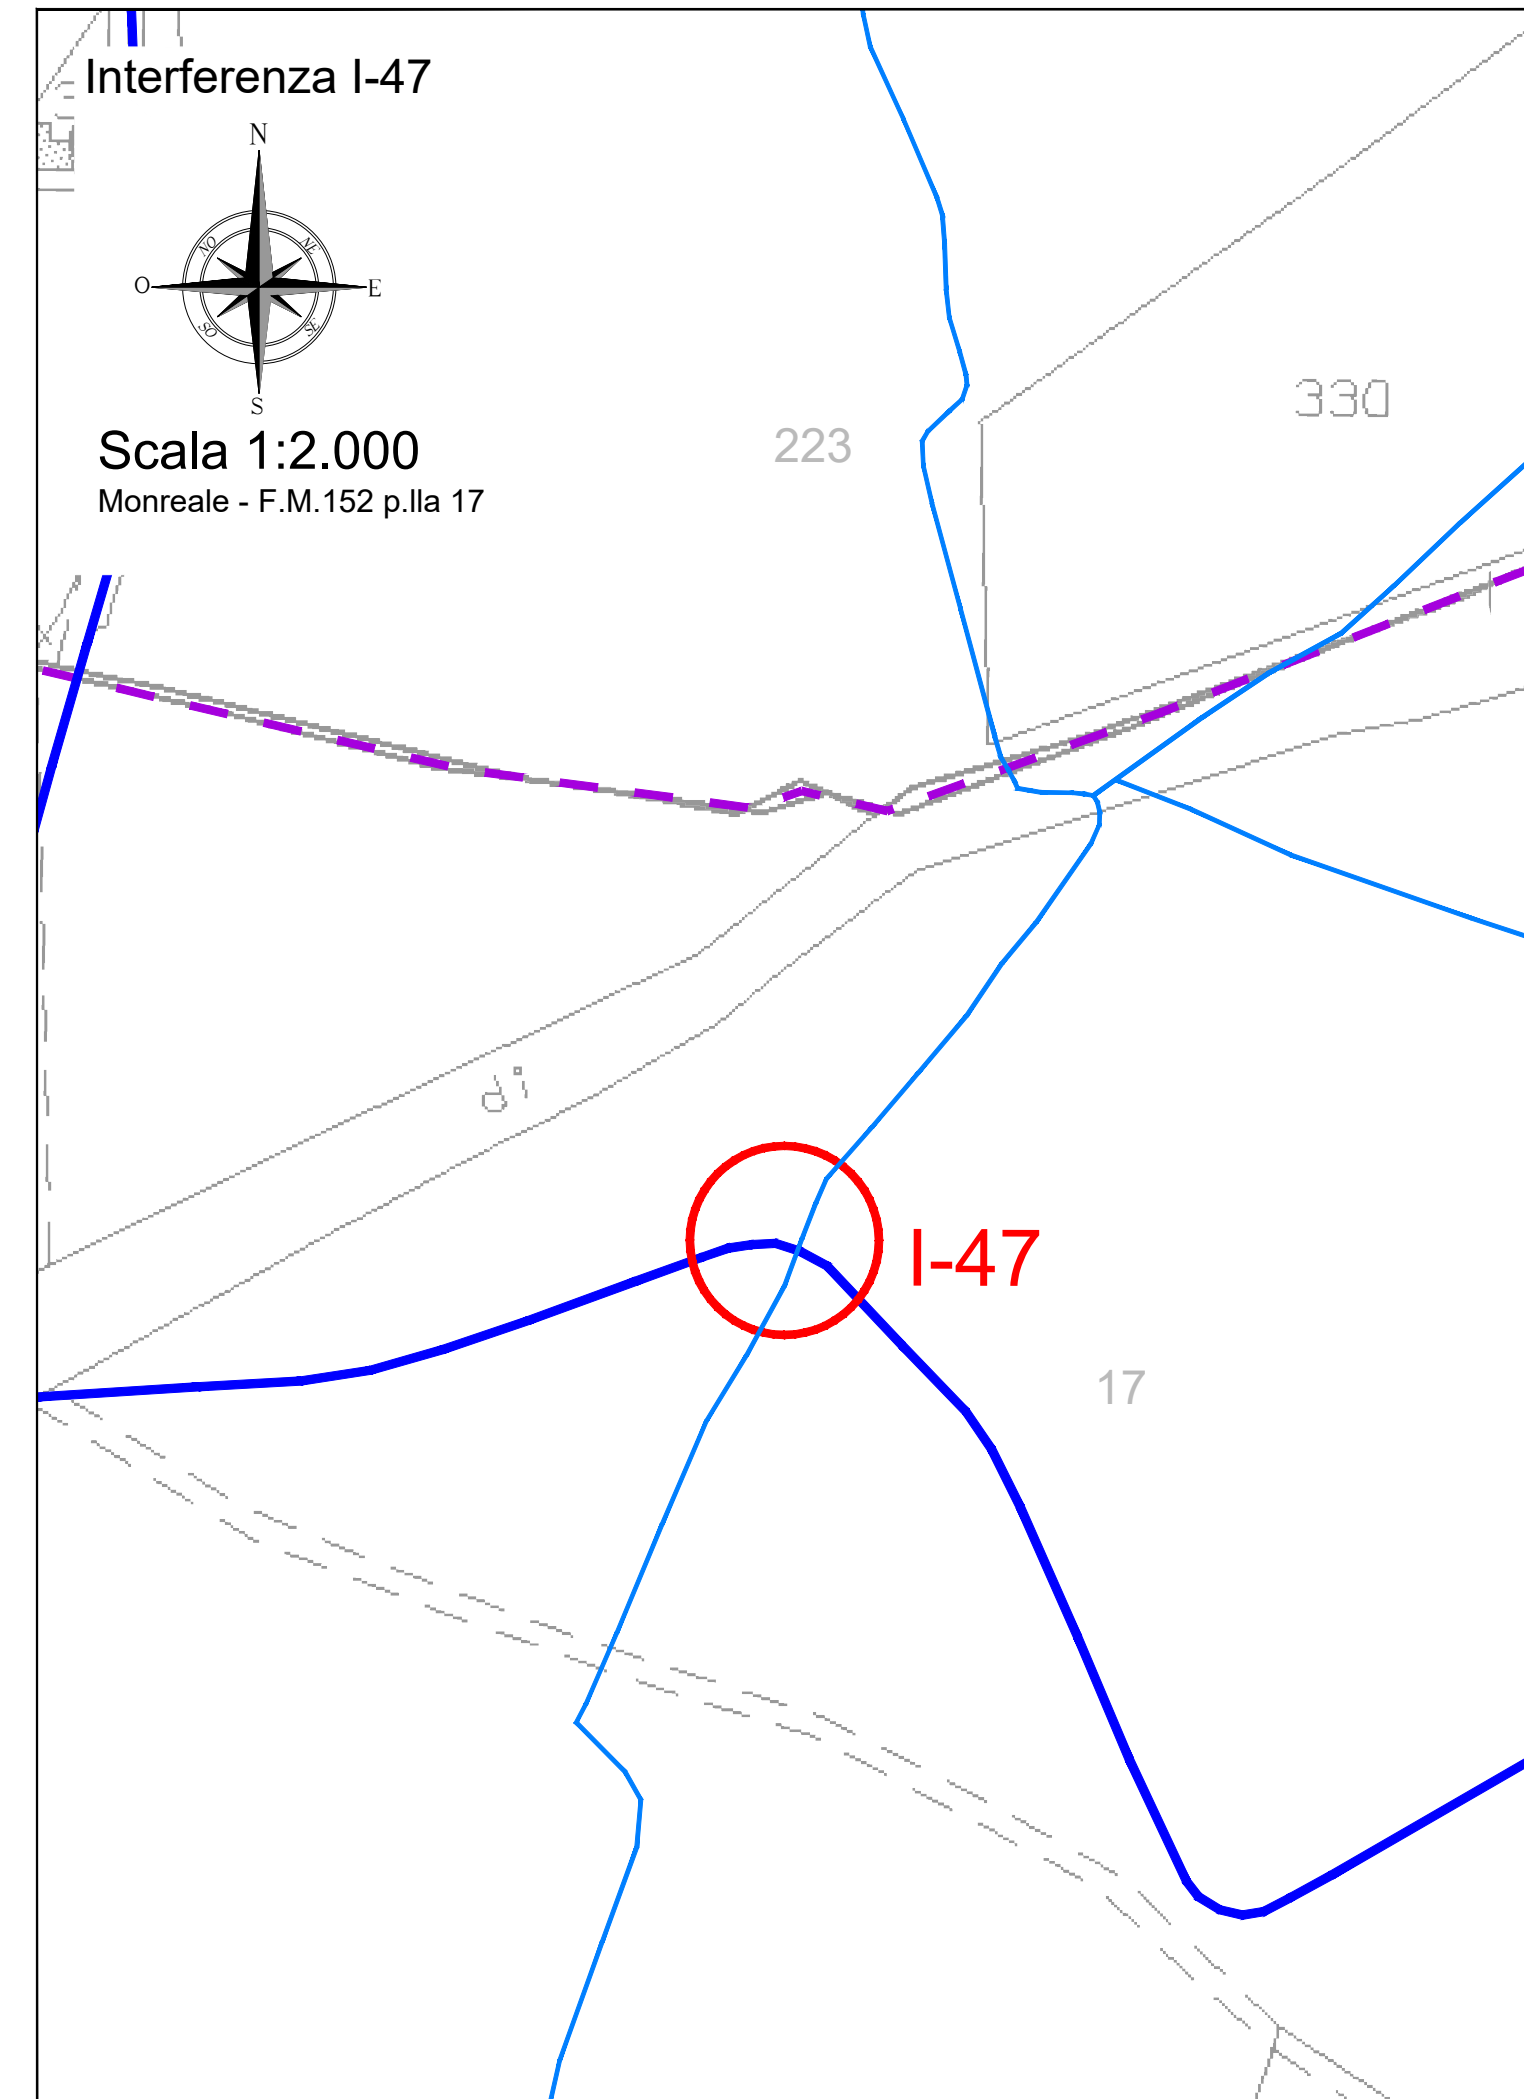 Interferenza I-47
N
NO
NE
O
E
SO
SE
S
Scala 1:2.000
Monreale - F.M.152 p.lla 17
223
330
di
I-47
17